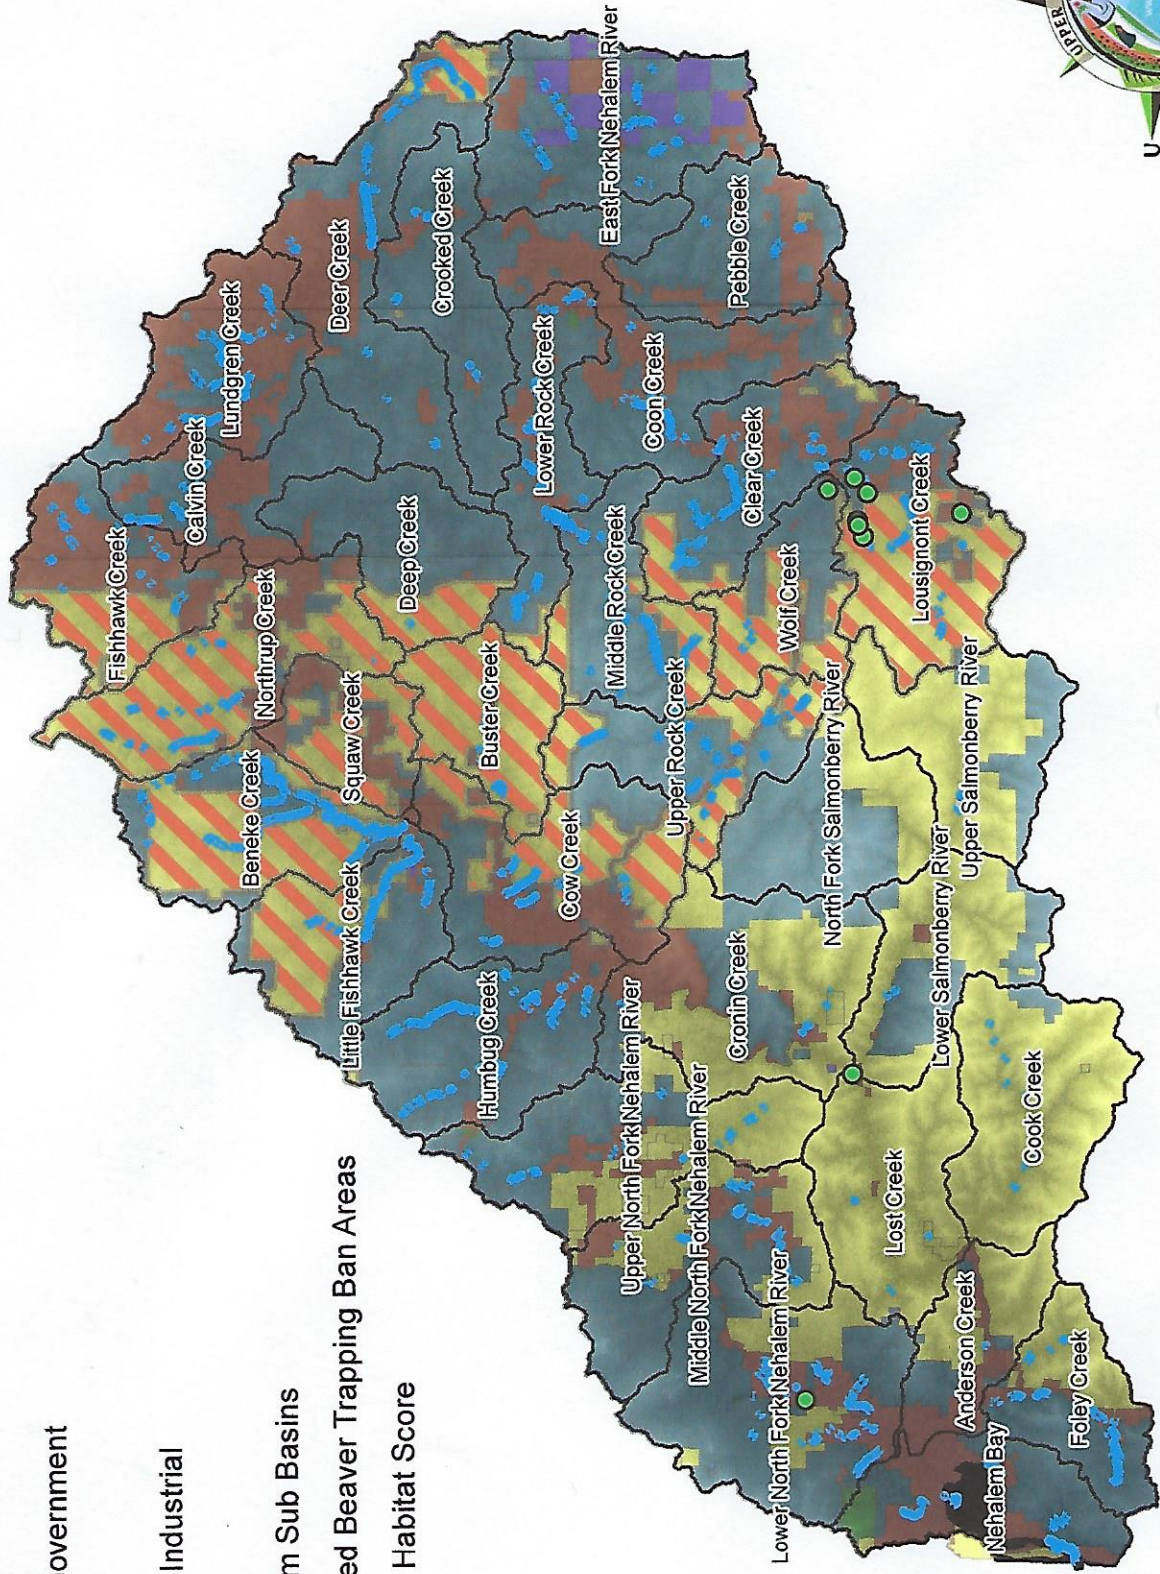 overnment
Industrial
m Sub Basins
ed Beaver Trapping Ban Areas
Habitat Score
Fishhawk Creek
Calvin Creek
Lundgren Creek
Deer Creek
Northrup Creek
Beneke Creek
Crooked Creek
Deep Creek
Squaw Creek
Little Fishhawk Creek
Buster Creek
Lower Rock Creek
East Fork Nehalem River
Humbug Creek
Cow Creek
Middle Rock Creek
Coon Creek
Upper Rock Creek
Upper North Fork Nehalem River
Pebble Creek
Clear Creek
Wolf Creek
Cronin Creek
Middle North Fork Nehalem River
Lower North Fork Nehalem River
North Fork Salmonberry River
Lousigmont Creek
Lost Creek
Lower Salmonberry River
Upper Salmonberry River
Anderson Creek
Nehalem Bay
Cook Creek
Foley Creek
UPPER
U